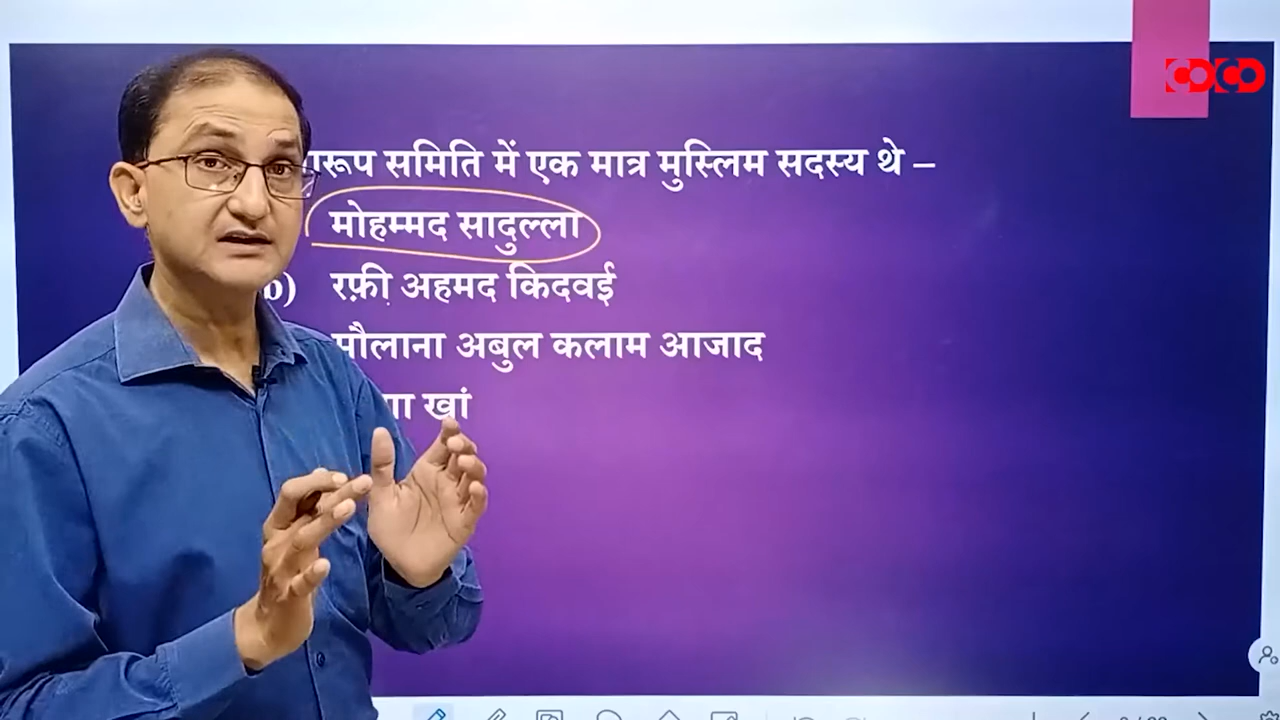 समिति में एक मात्र मुस्लिम सदस्य थे –
मोहम्मद सादुल्ला
b) रफ़ी अहमद किदवई
मौलाना अबुल कलाम आजाद
खां